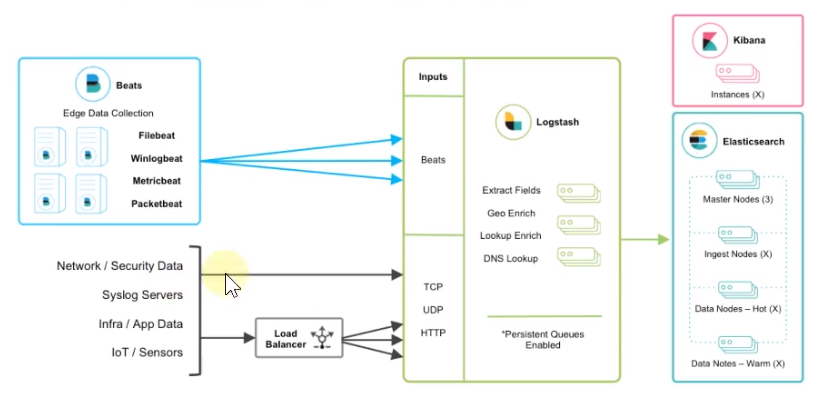 Beats
Edge Data Collection
Filebeat
Winlogbeat
Metricbeat
Packetbeat
Network / Security Data
Syslog Servers
Infra / App Data
IoT / Sensors
Load
Balancer
Inputs
Beats
TCP
UDP
HTTP
Logstash
Extract Fields
Geo Enrich
Lookup Enrich
DNS Lookup
*Persistent Queues
Enabled
Kibana
Instances (X)
Elasticsearch
Master Nodes (3)
Ingest Nodes (X)
Data Nodes – Hot (X)
Data Notes – Warm (X)